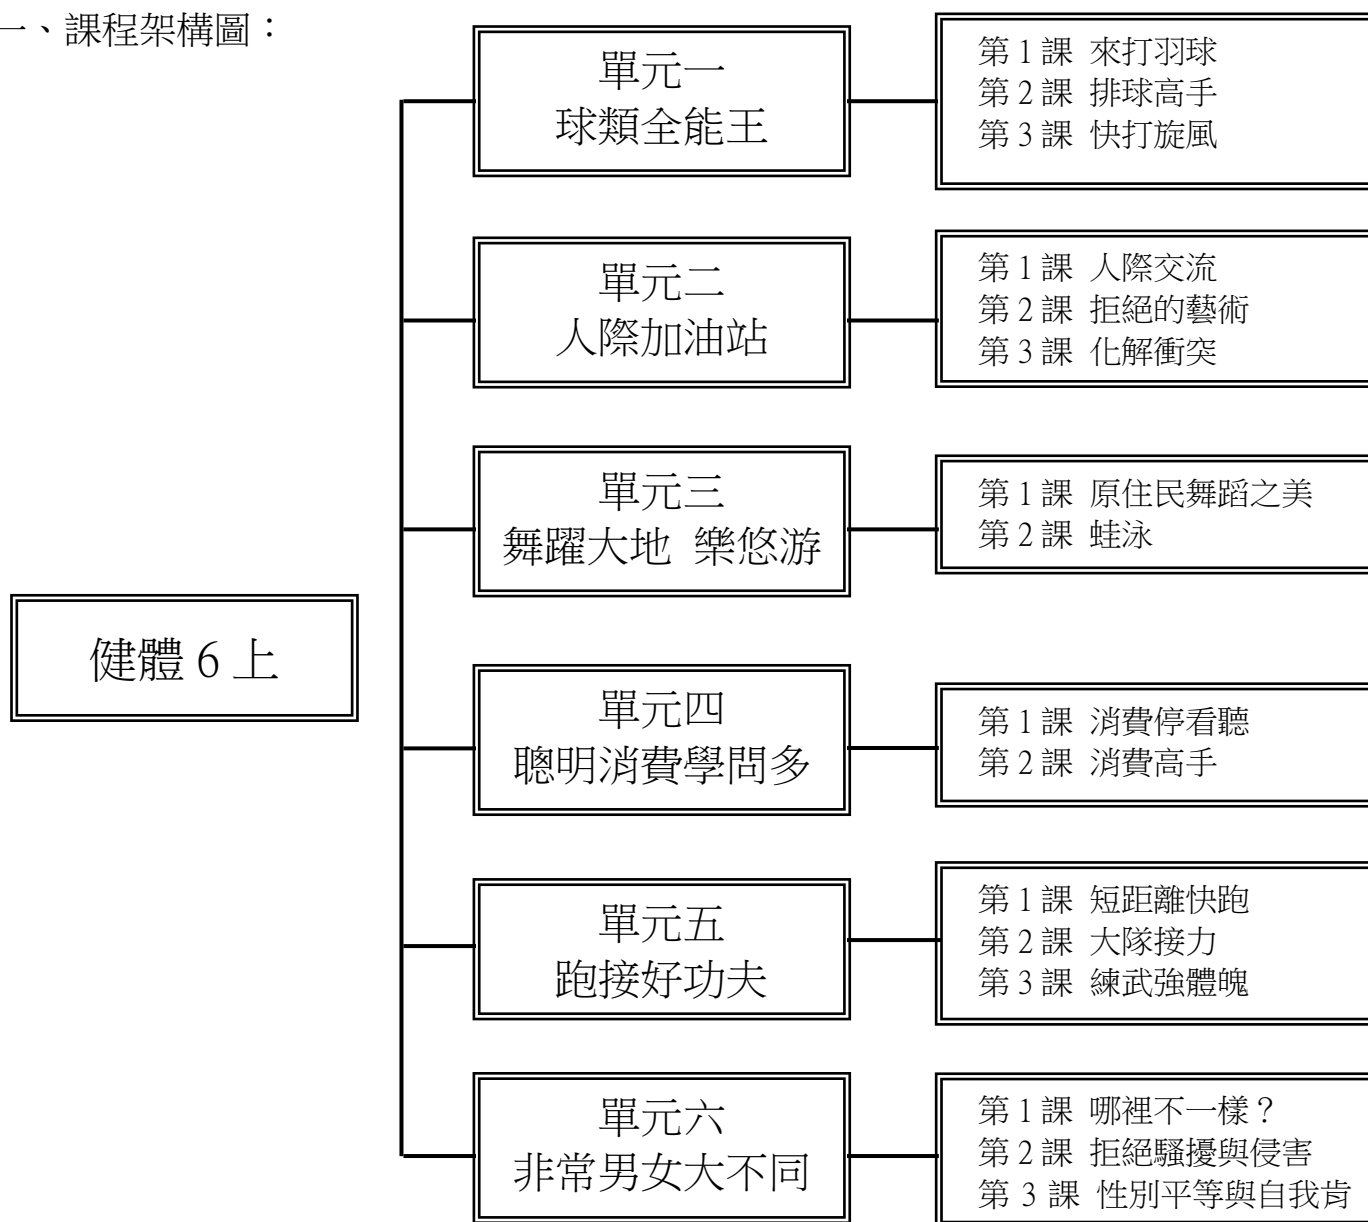 一、課程架構圖：
健體 6 上
單元一
球類全能王
第 1 課 來打羽球
第 2 課 排球高手
第 3 課 快打旋風
單元二
人際加油站
第 1 課 人際交流
第 2 課 拒絕的藝術
第 3 課 化解衝突
單元三
舞躍大地 樂悠游
第 1 課 原住民舞蹈之美
第 2 課 蛙泳
單元四
聰明消費學問多
第 1 課 消費停看聽
第 2 課 消費高手
單元五
跑接好功夫
第 1 課 短距離快跑
第 2 課 大隊接力
第 3 課 練武強體魄
單元六
非常男女大不同
第 1 課 哪裡不一樣？
第 2 課 拒絕騷擾與侵害
第 3 課 性別平等與自我肯